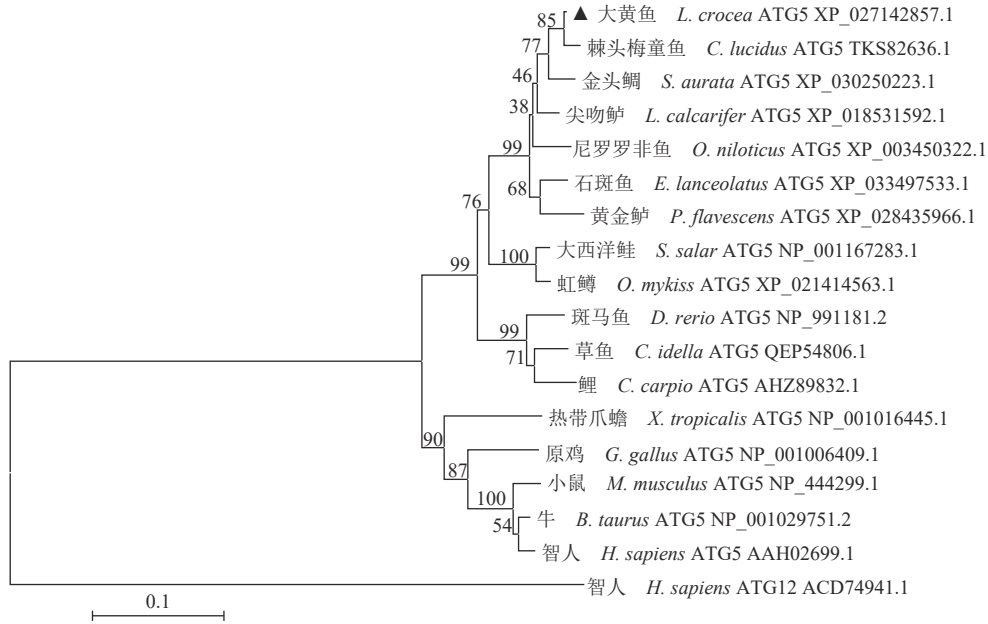 85 ▲ 大黄鱼 L. crocea ATG5 XP_027142857.1
77 棘头梅童鱼 C. lucidus ATG5 TKS82636.1
46 金头鲷 S. aurata ATG5 XP_030250223.1
38 尖吻鲈 L. calcarifer ATG5 XP_018531592.1
99 尼罗罗非鱼 O. niloticus ATG5 XP_003450322.1
68 石斑鱼 E. lanceolatus ATG5 XP_033497533.1
76 黄金鲈 P. flavescens ATG5 XP_028435966.1
100 大西洋鲑 S. salar ATG5 NP_001167283.1
99 虹鳟 O. mykiss ATG5 XP_021414563.1
99 斑马鱼 D. rerio ATG5 NP_991181.2
71 草鱼 C. idella ATG5 QEP54806.1
鲤 C. carpio ATG5 AHZ89832.1
热带爪蟾 X. tropicalis ATG5 NP_001016445.1
90 原鸡 G. gallus ATG5 NP_001006409.1
87 小鼠 M. musculus ATG5 NP_444299.1
100 牛 B. taurus ATG5 NP_001029751.2
54 智人 H. sapiens ATG5 AAH02699.1
智人 H. sapiens ATG12 ACD74941.1
0.1